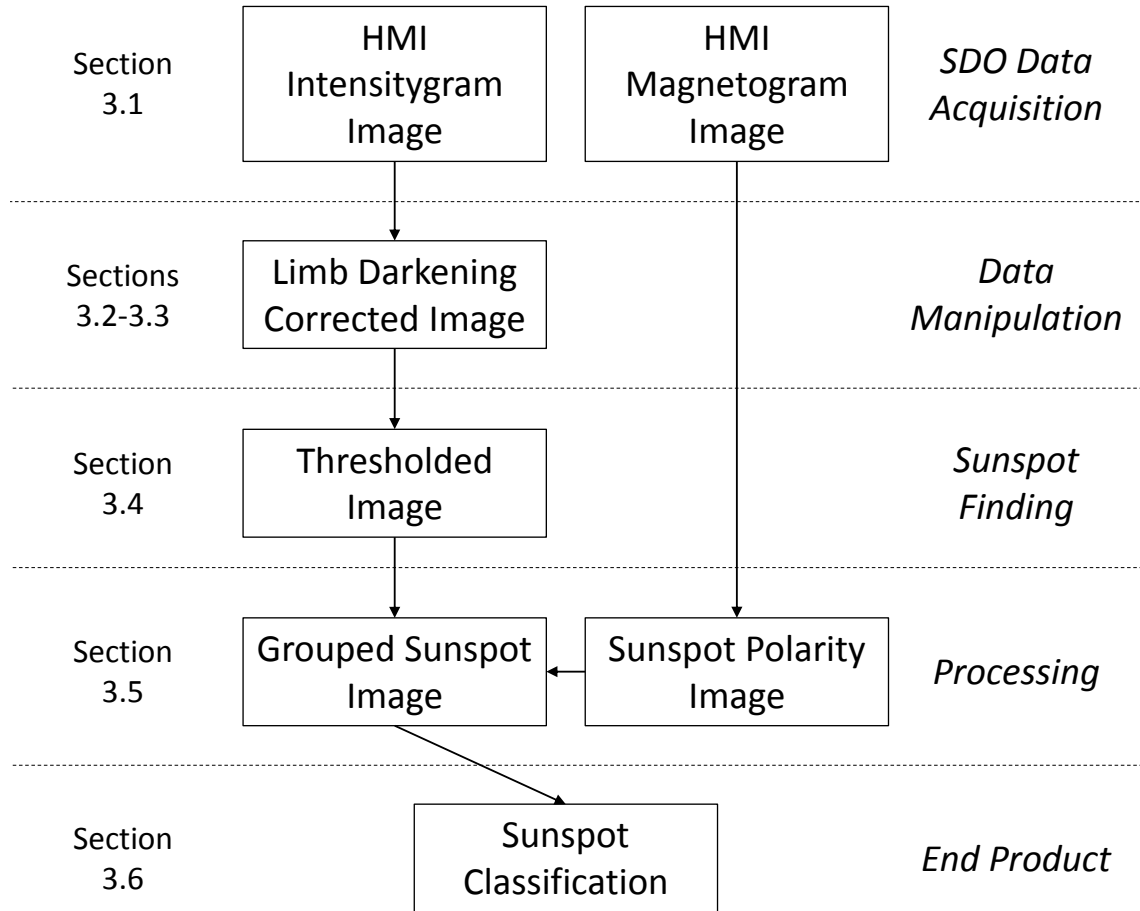 Section
3.1
HMI
Intensitygram
Image
HMI
Magnetogram
Image
SDO Data
Acquisition
Sections
3.2-3.3
Limb Darkening
Corrected Image
Data
Manipulation
Section
3.4
Thresholded
Image
Sunspot
Finding
Section
3.5
Grouped Sunspot
Image
Sunspot Polarity
Image
Processing
Section
3.6
Sunspot
Classification
End Product